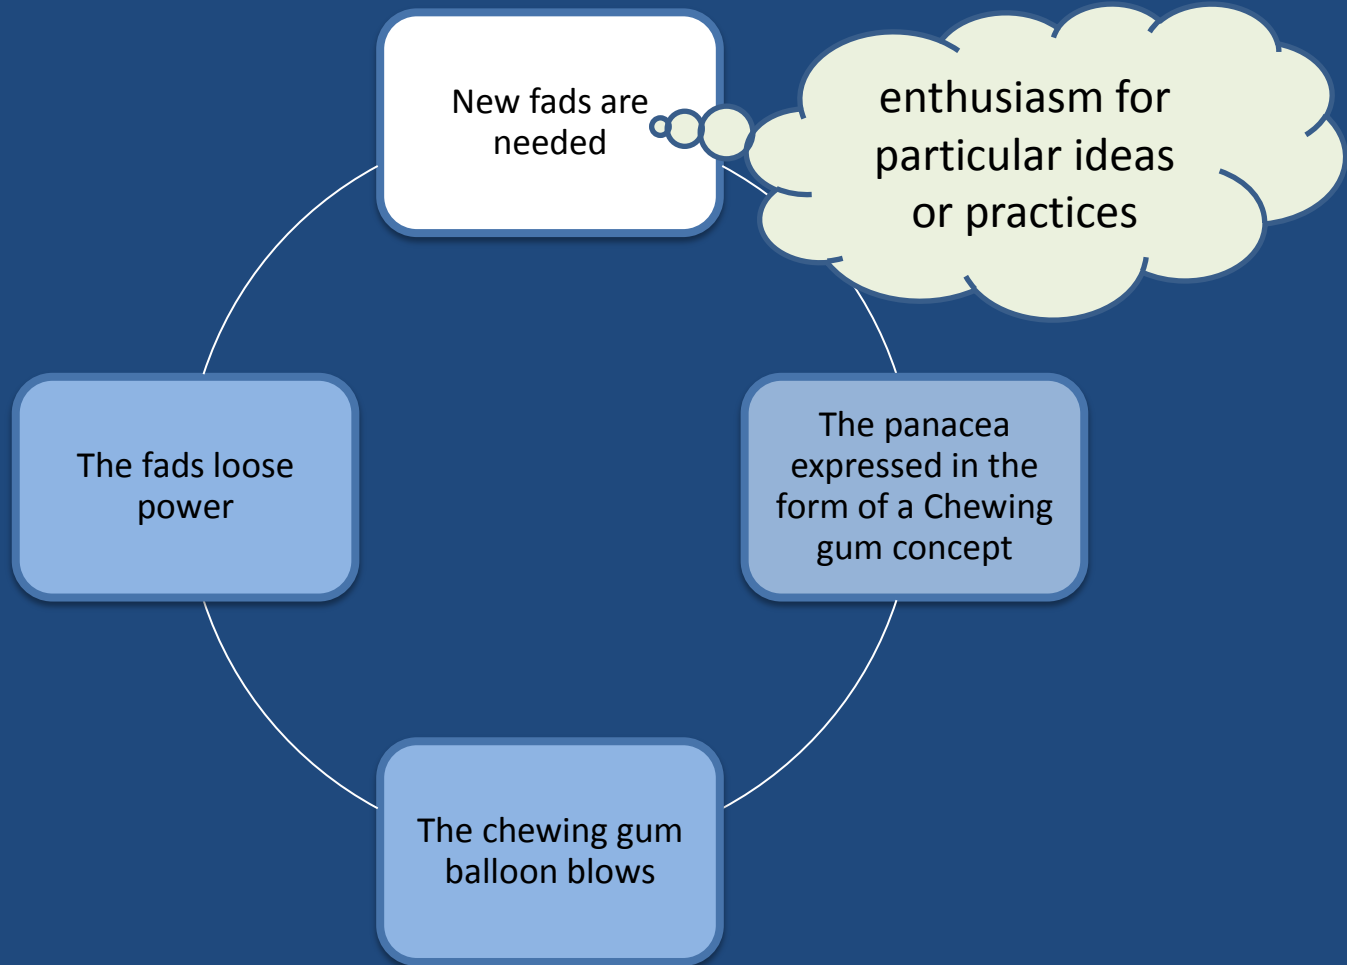 New fads are
needed
enthusiasm for
particular ideas
or practices
The panacea
expressed in the
form of a Chewing
gum concept
The chewing gum
balloon blows
The fads loose
power